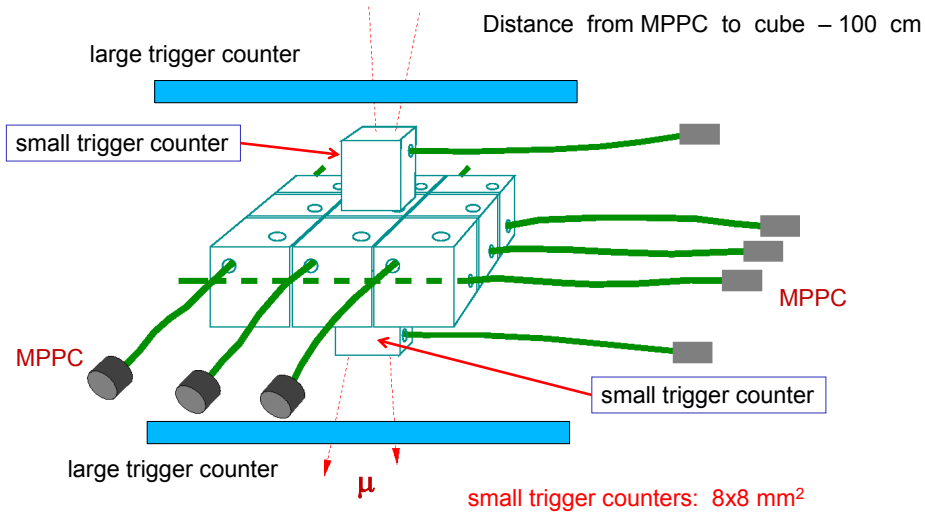 Distance from MPPC to cube – 100 cm
large trigger counter
small trigger counter
MPPC
MPPC
small trigger counter
large trigger counter
μ
small trigger counters: 8x8 mm²